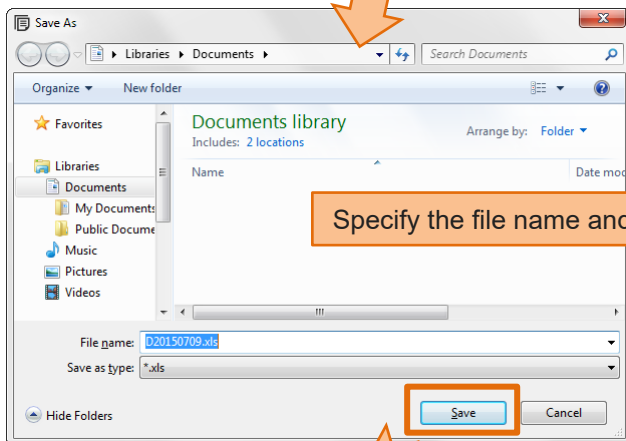 Save As
Libraries Documents
Search Documents
Organize New folder
Favorites
Libraries
Documents
My Documents
Public Docume
Music
Pictures
Videos
Documents library
Includes: 2 locations
Arrange by: Folder
Name Date mod
Specify the file name and
File name: D20150709.xls
Save as type: *.xls
Hide Folders
Save Cancel